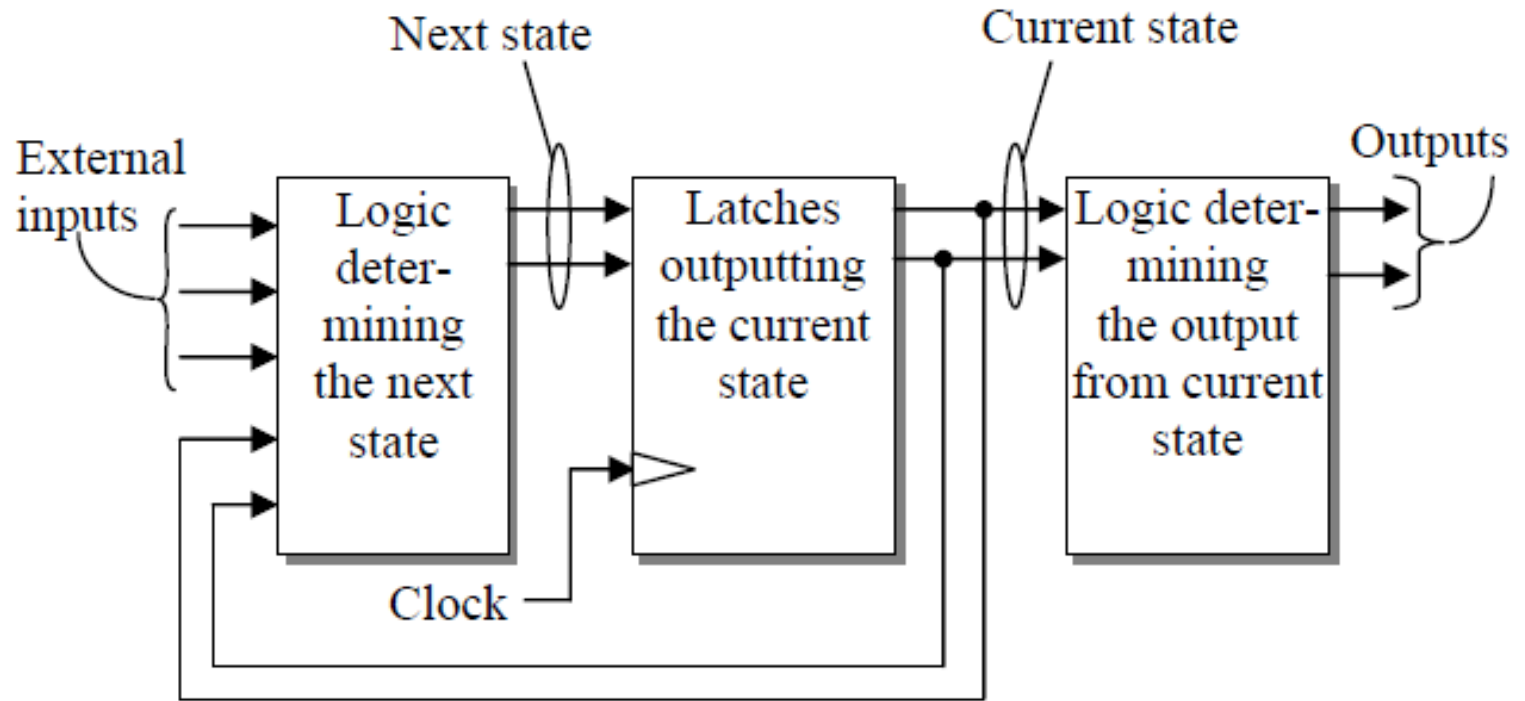 Next state
Current state
External
inputs
Outputs
Logic
deter-
mining
the next
state
Latches
outputting
the current
state
Logic deter-
mining
the output
from current
state
Clock